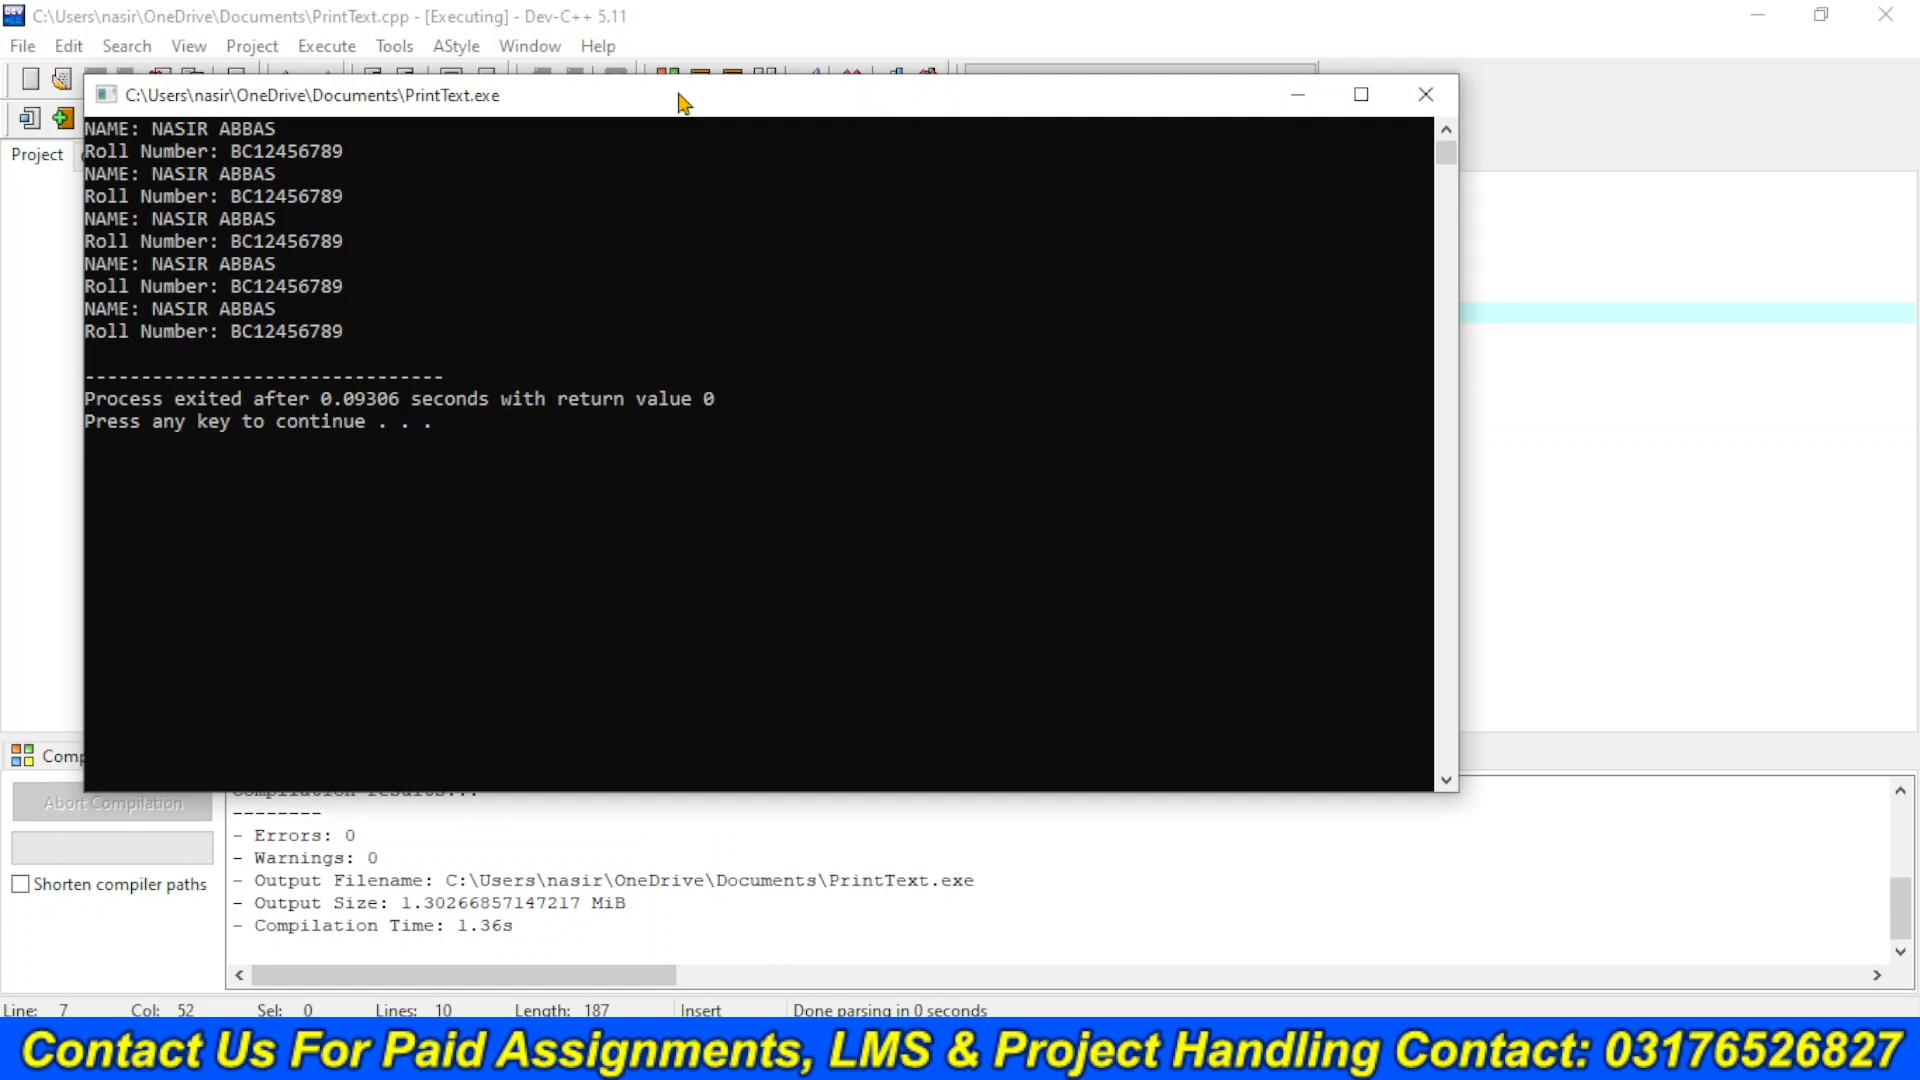 C:\Users\nasir\OneDrive\Documents\PrintText.cpp - [Executing] - Dev-C++ 5.11
File Edit Search View Project Execute Tools AStyle Window Help
C:\Users\nasir\OneDrive\Documents\PrintText.exe
Project
NAME: NASIR ABBAS
Roll Number: BC12456789
NAME: NASIR ABBAS
Roll Number: BC12456789
NAME: NASIR ABBAS
Roll Number: BC12456789
NAME: NASIR ABBAS
Roll Number: BC12456789
NAME: NASIR ABBAS
Roll Number: BC12456789
--------------------------------
Process exited after 0.09306 seconds with return value 0
Press any key to continue . . .
Comp
Abort Compilation
Shorten compiler paths
Compilation results...
--------
- Errors: 0
- Warnings: 0
- Output Filename: C:\Users\nasir\OneDrive\Documents\PrintText.exe
- Output Size: 1.30266857147217 MiB
- Compilation Time: 1.36s
Line: 7 Col: 52 Sel: 0 Lines: 10 Length: 187 Insert Done parsing in 0 seconds
Contact Us For Paid Assignments, LMS & Project Handling Contact: 03176526827